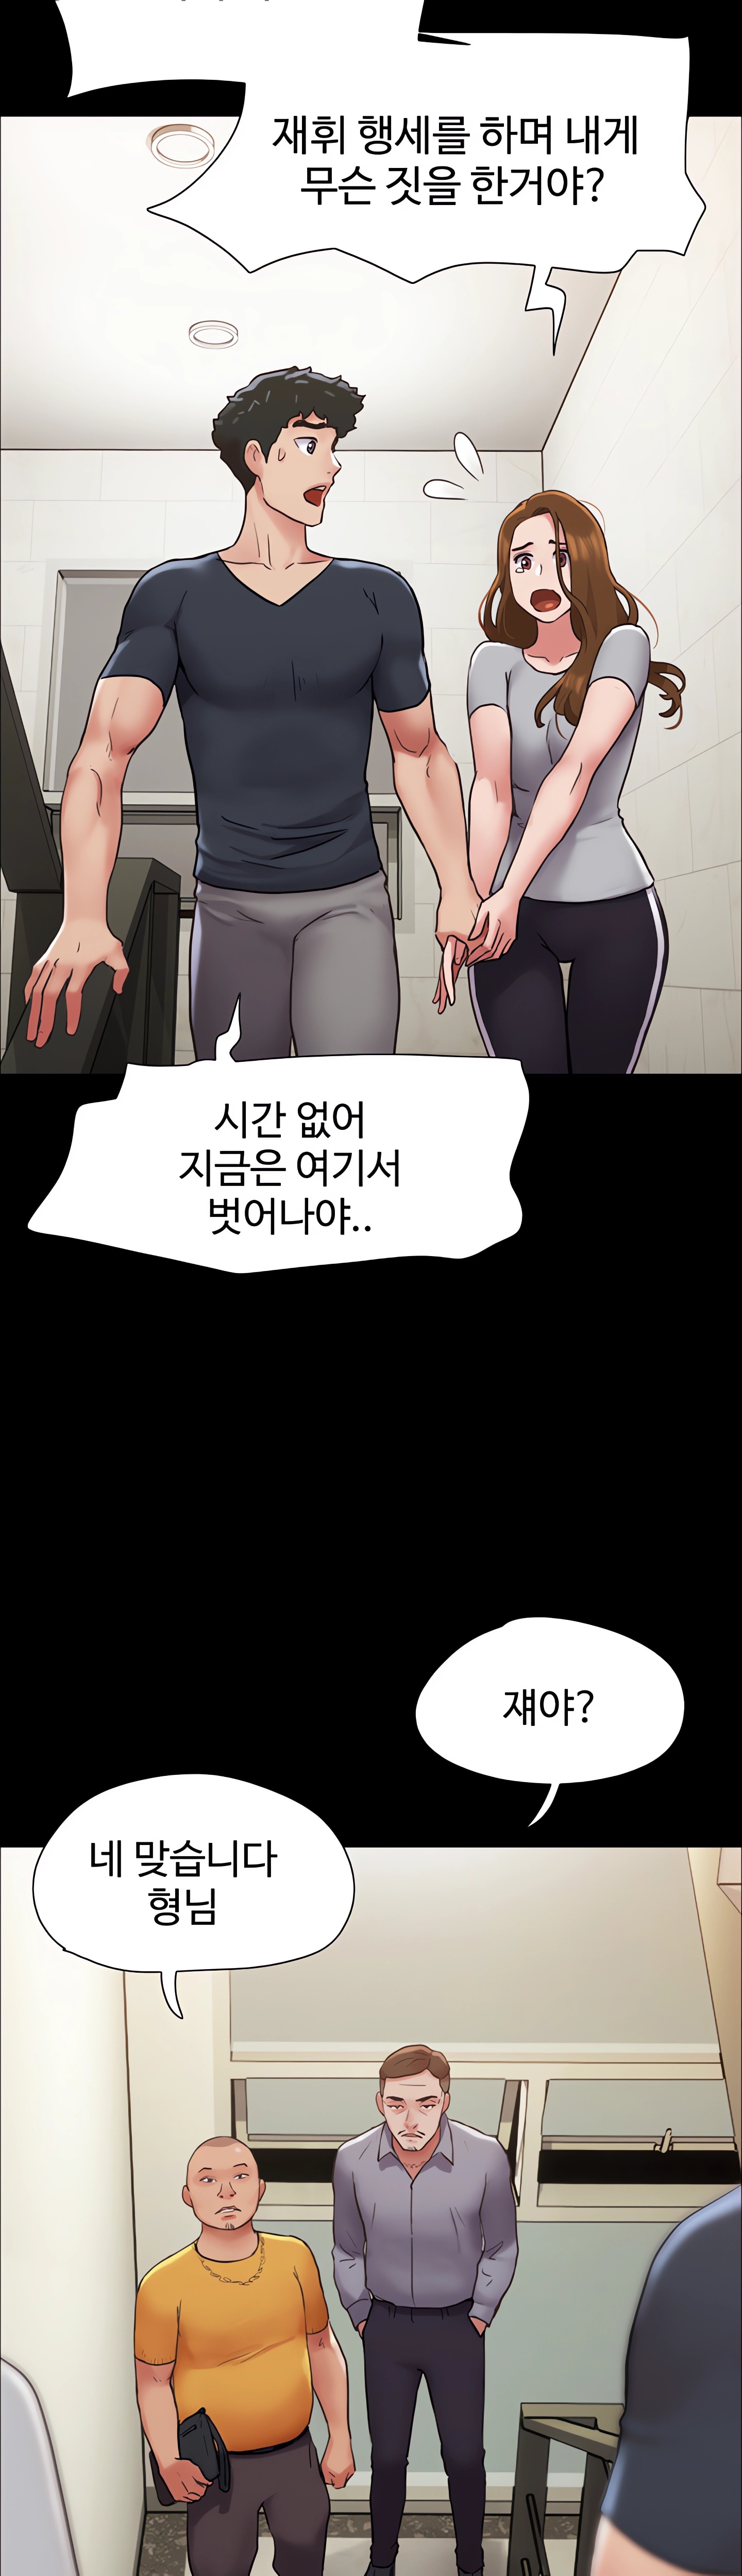 재휘 행세를 하며 내게
무슨 짓을 한거야?
시간 없어
지금은 여기서
벗어나야..
쟤야?
네 맞습니다
형님